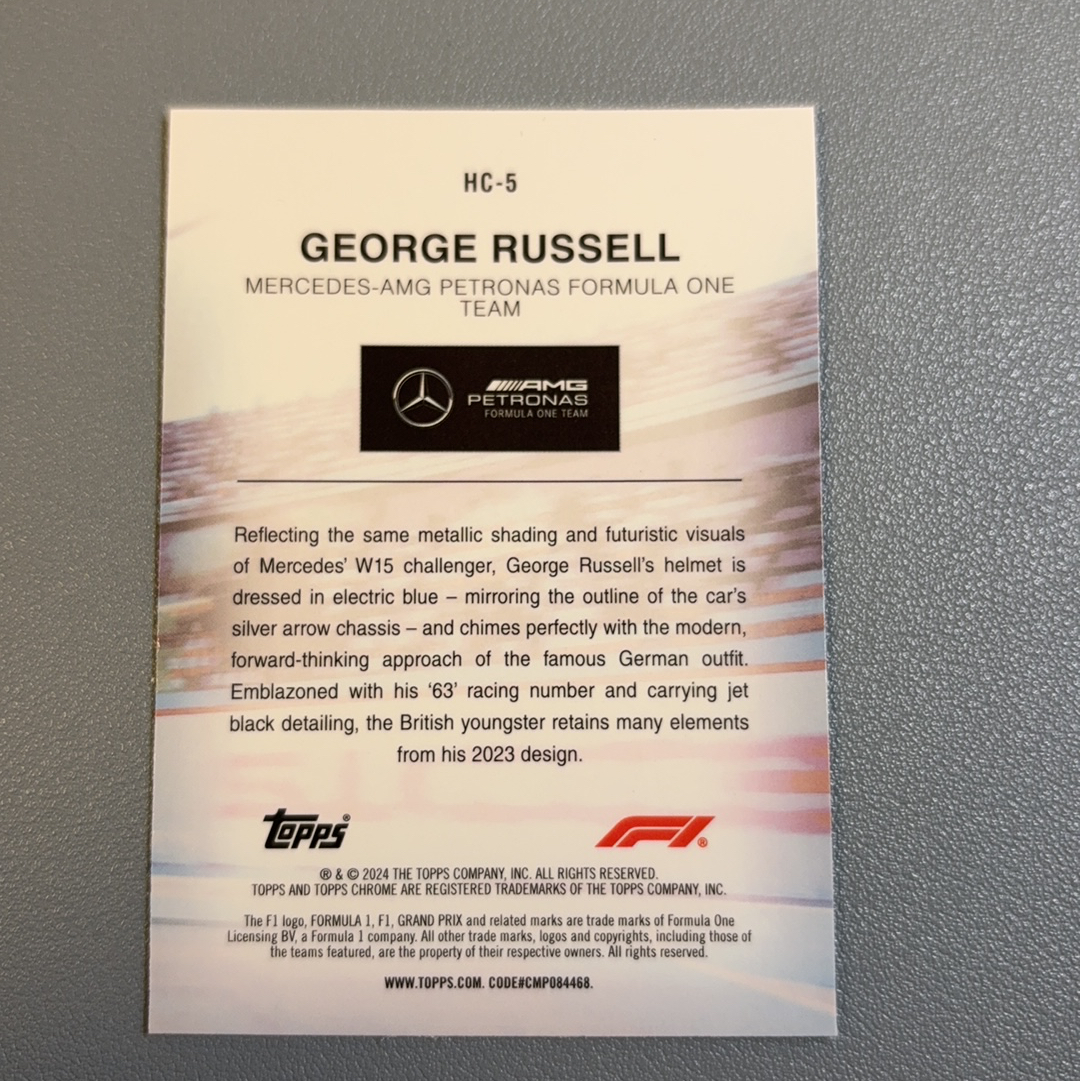 HC-5
GEORGE RUSSELL
MERCEDES-AMG PETRONAS FORMULA ONE
TEAM
AMG
PETRONAS
FORMULA ONE TEAM
Reflecting the same metallic shading and futuristic visuals
of Mercedes' W15 challenger, George Russell's helmet is
dressed in electric blue – mirroring the outline of the car's
silver arrow chassis – and chimes perfectly with the modern,
forward-thinking approach of the famous German outfit.
Emblazoned with his '63' racing number and carrying jet
black detailing, the British youngster retains many elements
from his 2023 design.
topps®
F1®
® & © 2024 THE TOPPS COMPANY, INC. ALL RIGHTS RESERVED.
TOPPS AND TOPPS CHROME ARE REGISTERED TRADEMARKS OF THE TOPPS COMPANY, INC.
The F1 logo, FORMULA 1, F1, GRAND PRIX and related marks are trade marks of Formula One
Licensing BV, a Formula 1 company. All other trade marks, logos and copyrights, including those of
the teams featured, are the property of their respective owners. All rights reserved.
WWW.TOPPS.COM. CODE#CMP084468.